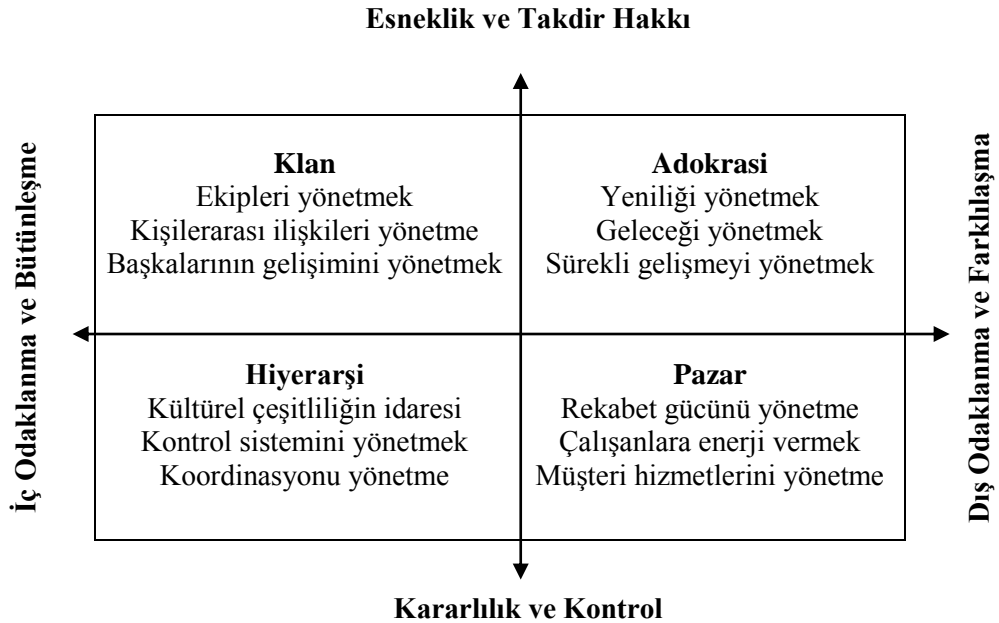 Esneklik ve Takdir Hakkı
İç Odaklanma ve Bütünleşme
Klan
Ekipleri yönetmek
Kişilerarası ilişkileri yönetme
Başkalarının gelişimini yönetmek
Adokrasi
Yeniliği yönetmek
Geleceği yönetmek
Sürekli gelişmeyi yönetmek
Hiyerarşi
Kültürel çeşitliliğin idaresi
Kontrol sistemini yönetmek
Koordinasyonu yönetme
Pazar
Rekabet gücünü yönetme
Çalışanlara enerji vermek
Müşteri hizmetlerini yönetme
Dış Odaklanma ve Farklılaşma
Kararlılık ve Kontrol